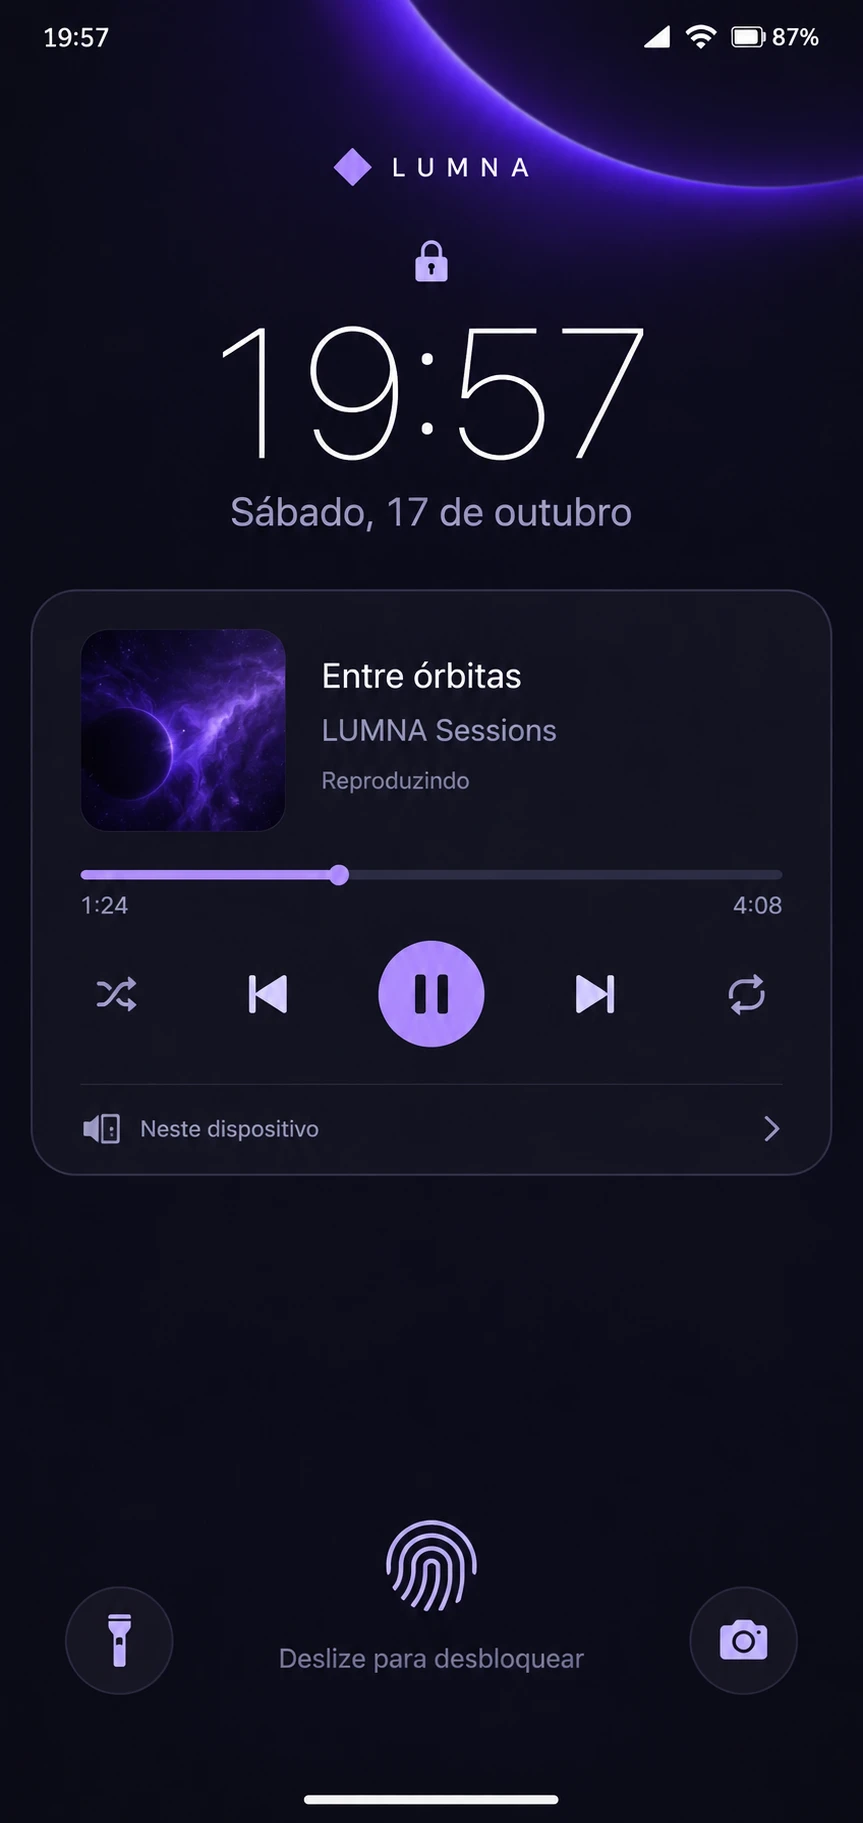 19:57
87%
LUMNA
19:57
Sábado, 17 de outubro
Entre órbitas
LUMNA Sessions
Reproduzindo
1:24
4:08
Neste dispositivo
Deslize para desbloquear